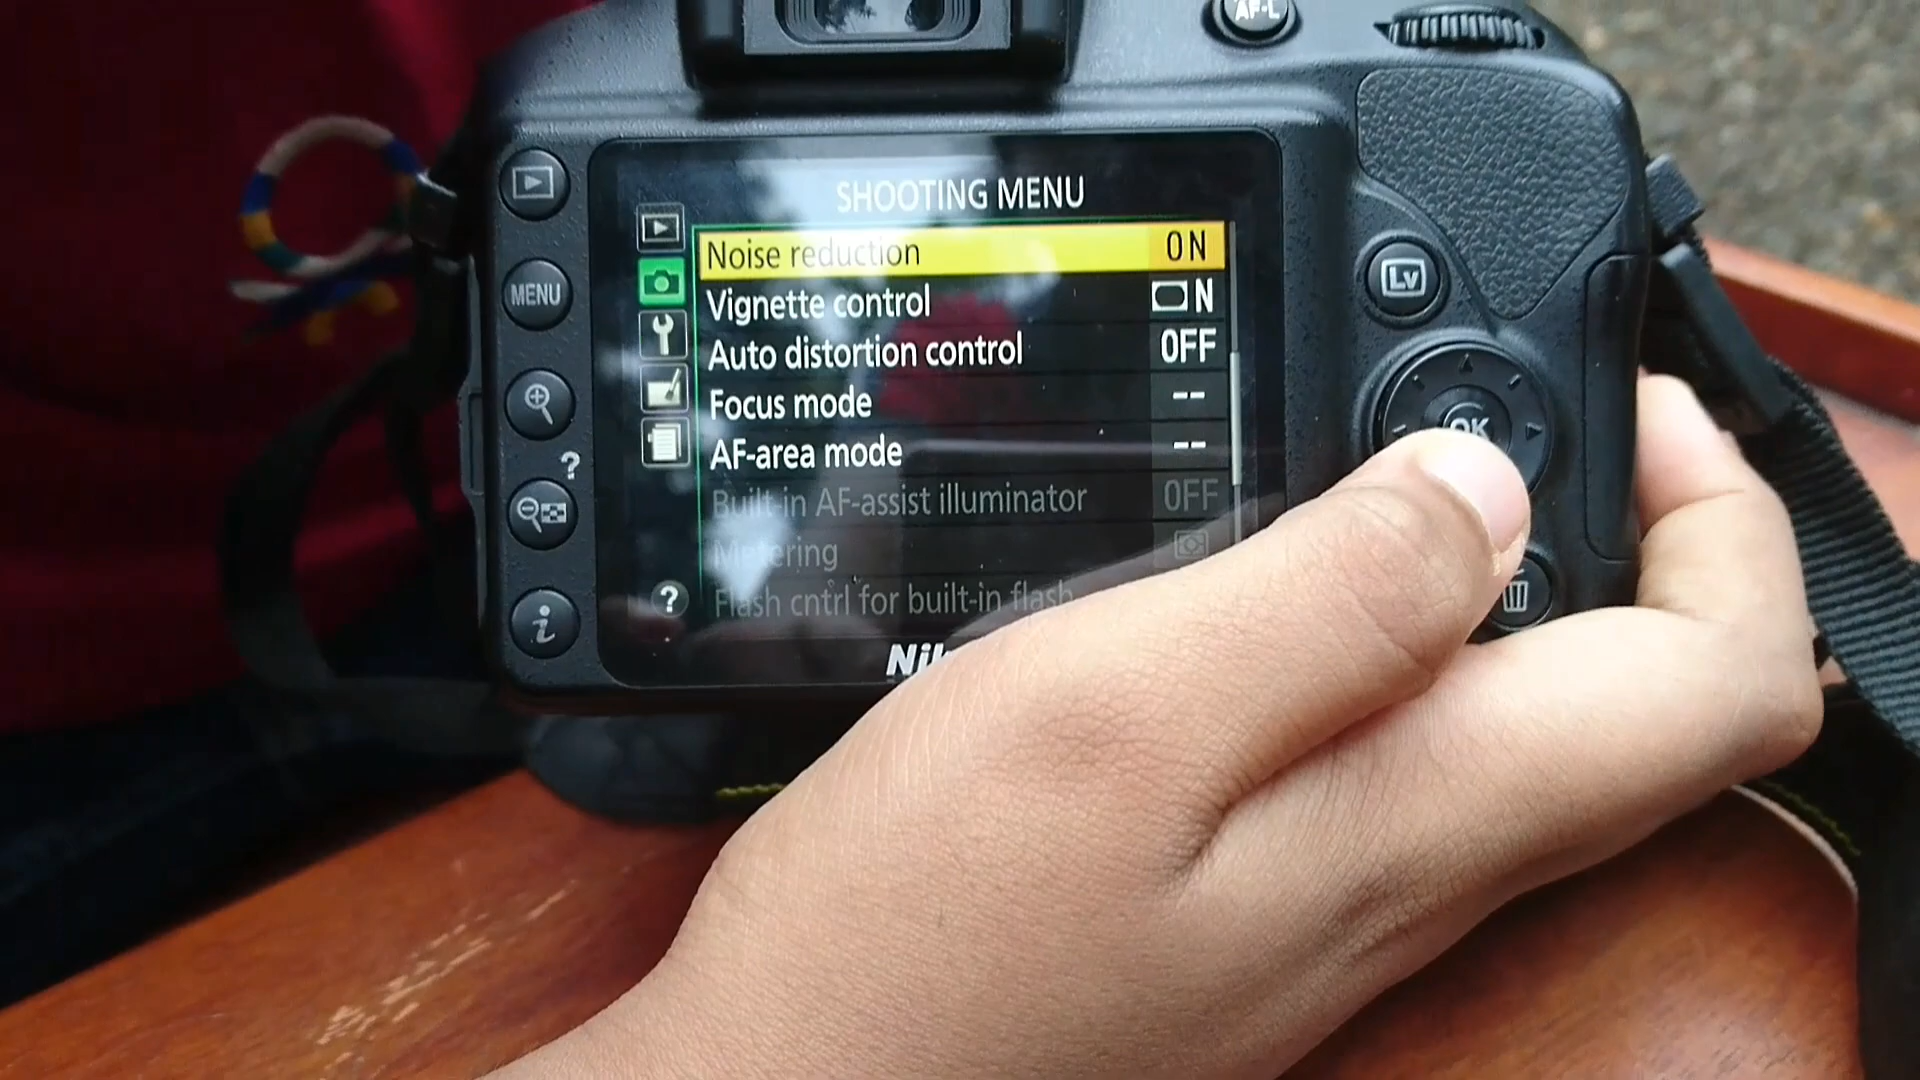 AF-L
SHOOTING MENU
Noise reduction ON
Vignette control N
Auto distortion control OFF
Focus mode --
AF-area mode --
Built-in AF-assist illuminator OFF
Metering
Flash cntrl for built-in flash
?
MENU
?
i
Lv
OK